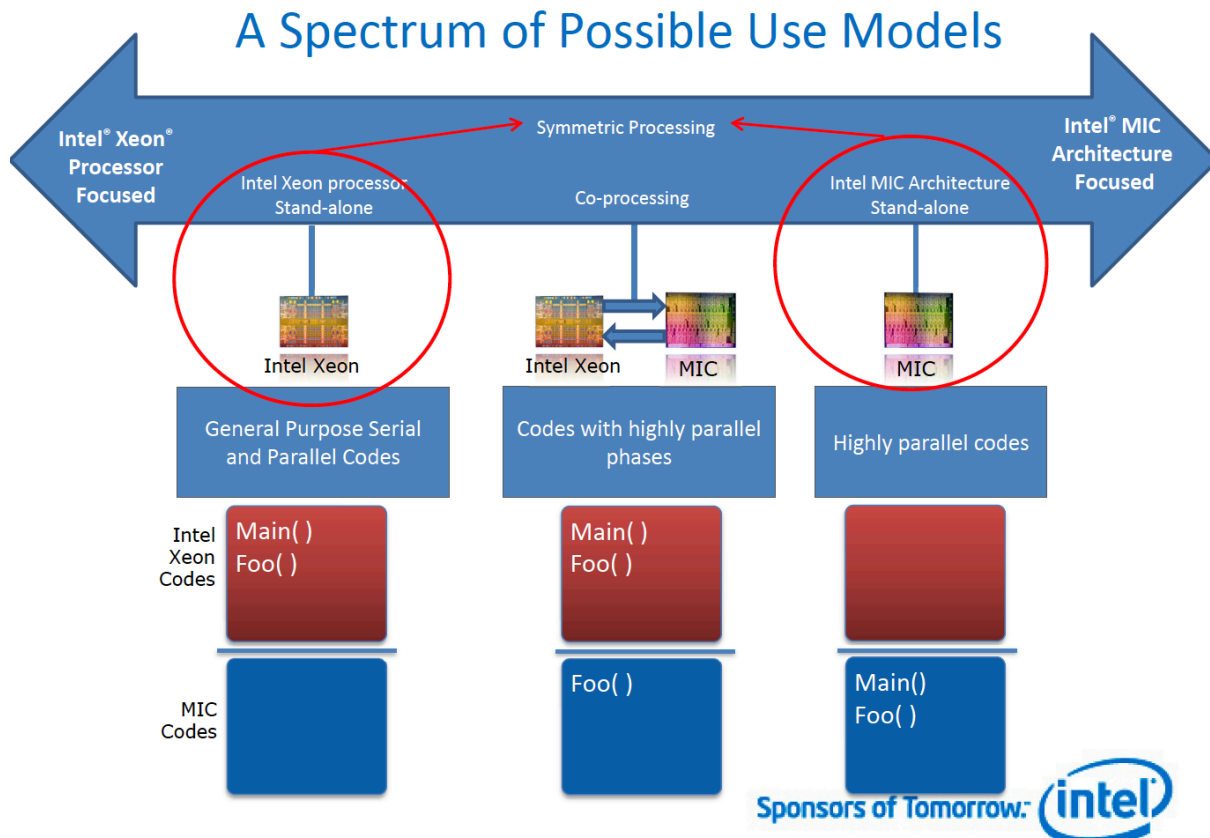 A Spectrum of Possible Use Models
Intel® Xeon®
Processor
Focused
Symmetric Processing
Intel® MIC
Architecture
Focused
Intel Xeon processor
Stand-alone
Co-processing
Intel MIC Architecture
Stand-alone
Intel Xeon
Intel Xeon
MIC
MIC
General Purpose Serial
and Parallel Codes
Codes with highly parallel
phases
Highly parallel codes
Intel
Xeon
Codes
Main( )
Foo( )
Main( )
Foo( )
MIC
Codes
Foo( )
Main()
Foo( )
Sponsors of Tomorrow.™
intel